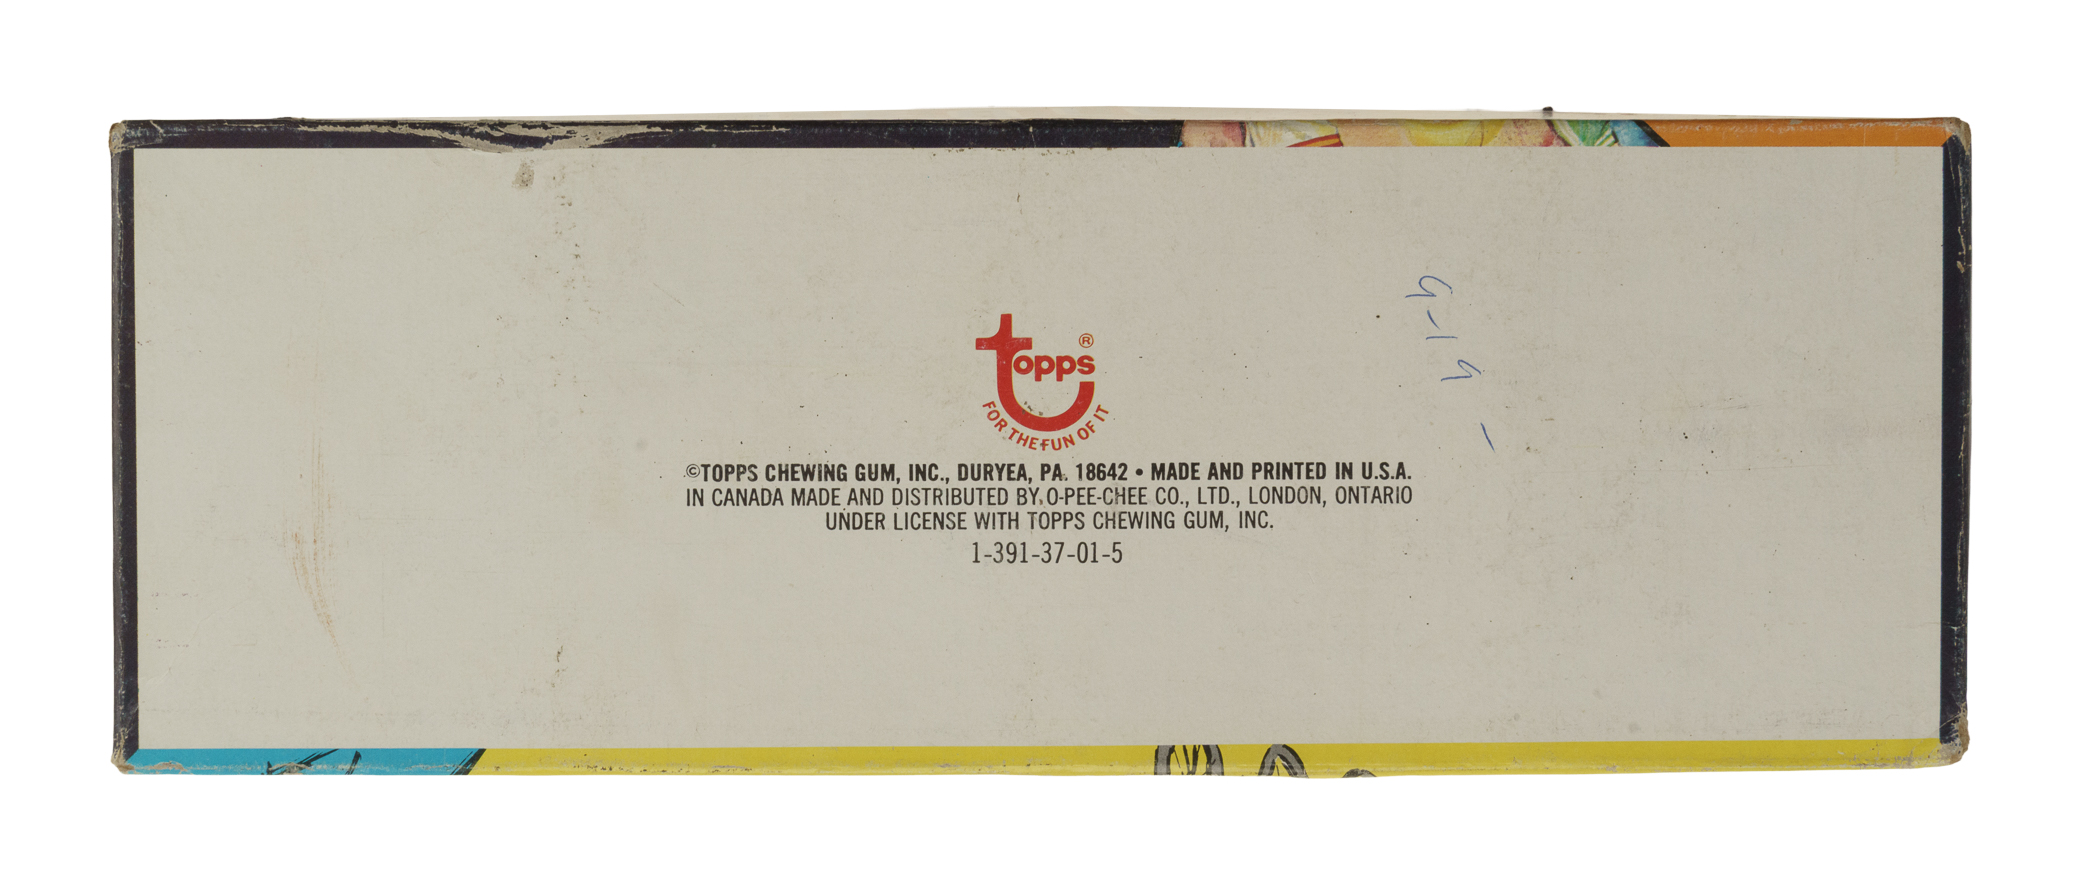 topps®
FOR THE FUN OF IT
©TOPPS CHEWING GUM, INC., DURYEA, PA. 18642 • MADE AND PRINTED IN U.S.A.
IN CANADA MADE AND DISTRIBUTED BY O-PEE-CHEE CO., LTD., LONDON, ONTARIO
UNDER LICENSE WITH TOPPS CHEWING GUM, INC.
1-391-37-01-5